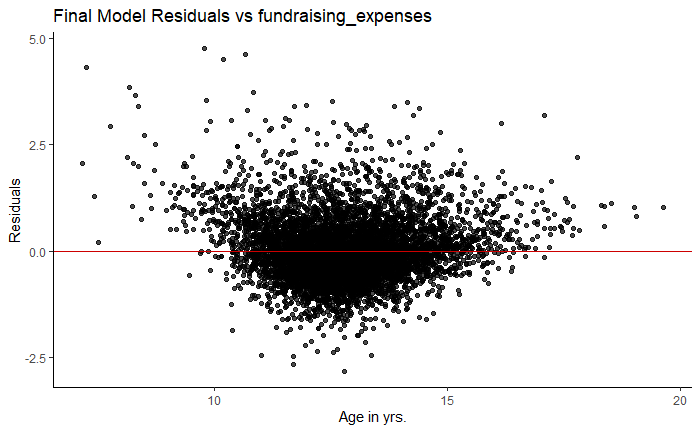 Final Model Residuals vs fundraising_expenses
5.0
2.5
0.0
-2.5
Residuals
10
15
20
Age in yrs.